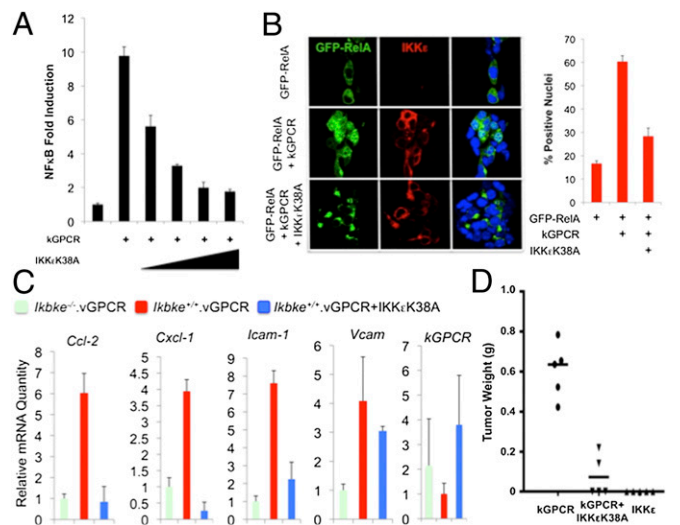 A
NFκB Fold Induction
12
10
8
6
4
2
0
kGPCR + + + + +
IKKεK38A
B
GFP-RelA IKKε
GFP-RelA
GFP-RelA + kGPCR
GFP-RelA + kGPCR + IKKεK38A
% Positive Nuclei
70
60
50
40
30
20
10
0
GFP-RelA + + +
kGPCR + +
IKKεK38A +
C
Ikbke-/-.vGPCR Ikbke+/+.vGPCR Ikbke+/+.vGPCR+IKKεK38A
Relative mRNA Quantity
Ccl-2
8
7
6
5
4
3
2
1
0
Cxcl-1
5
4.5
4
3.5
3
2.5
2
1.5
1
0.5
0
Icam-1
9
8
7
6
5
4
3
2
1
0
Vcam
6
5
4
3
2
1
0
kGPCR
7
6
5
4
3
2
1
0
D
Tumor Weight (g)
1.0
0.8
0.6
0.4
0.2
0
kGPCR kGPCR+ IKKε
IKKεK38A